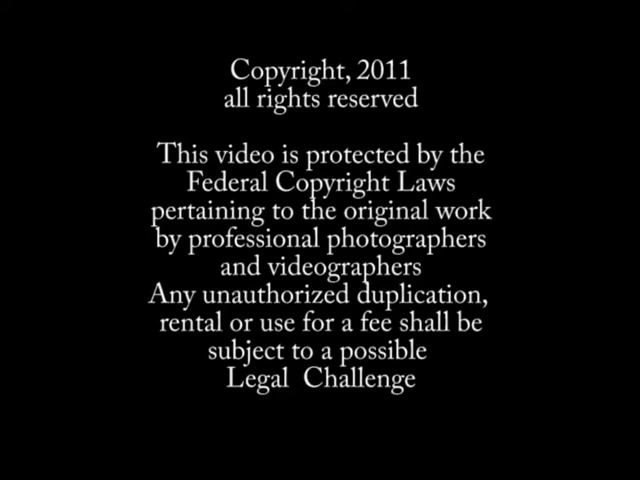 Copyright, 2011
all rights reserved
This video is protected by the
Federal Copyright Laws
pertaining to the original work
by professional photographers
and videographers
Any unauthorized duplication,
rental or use for a fee shall be
subject to a possible
Legal  Challenge